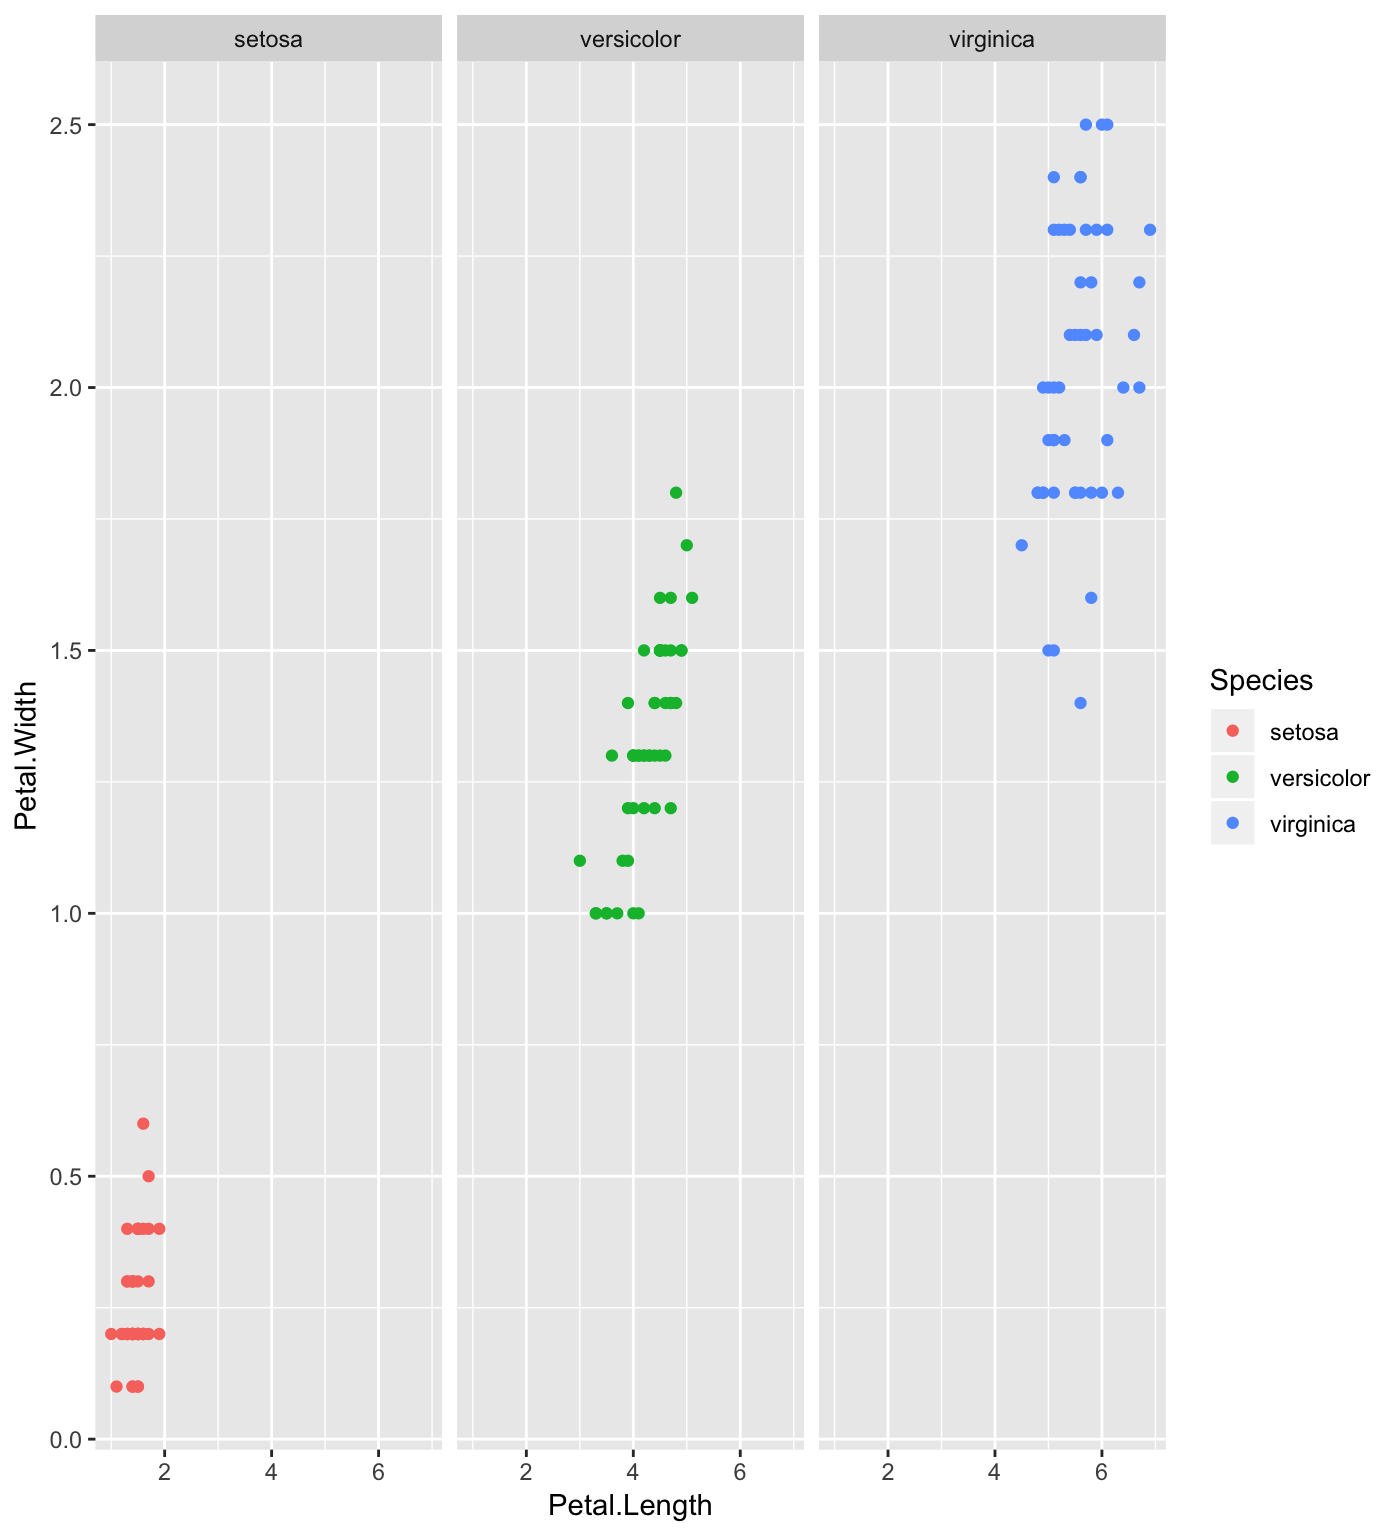 setosa versicolor virginica
2.5
2.0
1.5
1.0
0.5
0.0
Petal.Width
2 4 6 2 4 6 2 4 6
Petal.Length
Species
setosa
versicolor
virginica